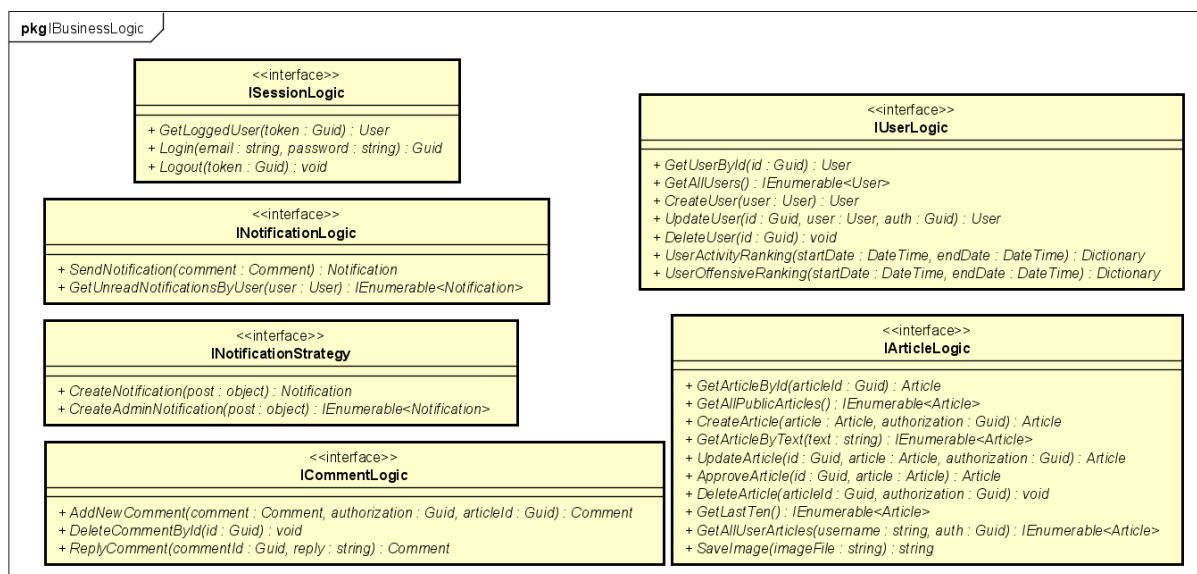 pkg IBusinessLogic
<<interface>>
ISessionLogic
+ GetLoggedUser(token : Guid) : User
+ Login(email : string, password : string) : Guid
+ Logout(token : Guid) : void
<<interface>>
INotificationLogic
+ SendNotification(comment : Comment) : Notification
+ GetUnreadNotificationsByUser(user : User) : IEnumerable<Notification>
<<interface>>
INotificationStrategy
+ CreateNotification(post : object) : Notification
+ CreateAdminNotification(post : object) : IEnumerable<Notification>
<<interface>>
ICommentLogic
+ AddNewComment(comment : Comment, authorization : Guid, articleId : Guid) : Comment
+ DeleteCommentById(id : Guid) : void
+ ReplyComment(commentId : Guid, reply : string) : Comment
<<interface>>
IUserLogic
+ GetUserById(id : Guid) : User
+ GetAllUsers() : IEnumerable<User>
+ CreateUser(user : User) : User
+ UpdateUser(id : Guid, user : User, auth : Guid) : User
+ DeleteUser(id : Guid) : void
+ UserActivityRanking(startDate : DateTime, endDate : DateTime) : Dictionary
+ UserOffensiveRanking(startDate : DateTime, endDate : DateTime) : Dictionary
<<interface>>
IArticleLogic
+ GetArticleById(articleId : Guid) : Article
+ GetAllPublicArticles() : IEnumerable<Article>
+ CreateArticle(article : Article, authorization : Guid) : Article
+ GetArticleByText(text : string) : IEnumerable<Article>
+ UpdateArticle(id : Guid, article : Article, authorization : Guid) : Article
+ ApproveArticle(id : Guid, article : Article) : Article
+ DeleteArticle(articleId : Guid, authorization : Guid) : void
+ GetLastTen() : IEnumerable<Article>
+ GetAllUserArticles(username : string, auth : Guid) : IEnumerable<Article>
+ SaveImage(imageFile : string) : string